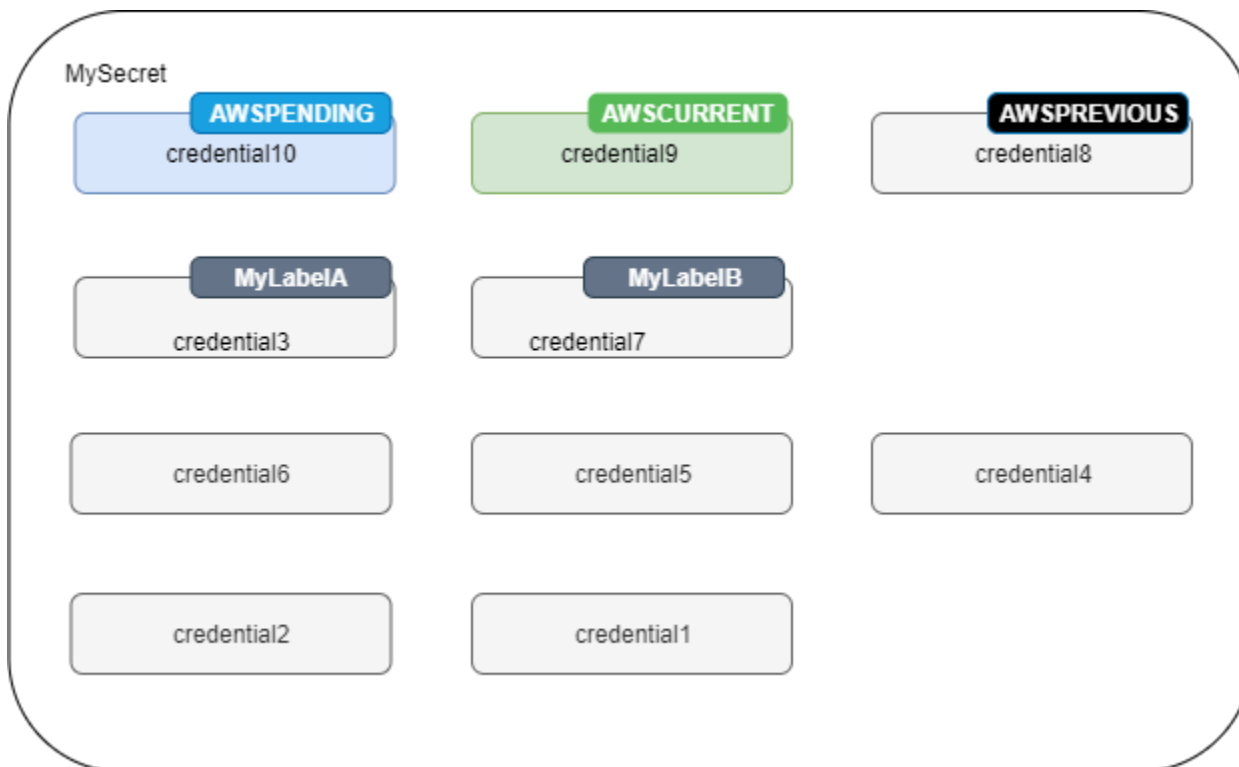 MySecret
AWSPENDING
credential10
AWSCURRENT
credential9
AWSPREVIOUS
credential8
MyLabelA
credential3
MyLabelB
credential7
credential6
credential5
credential4
credential2
credential1